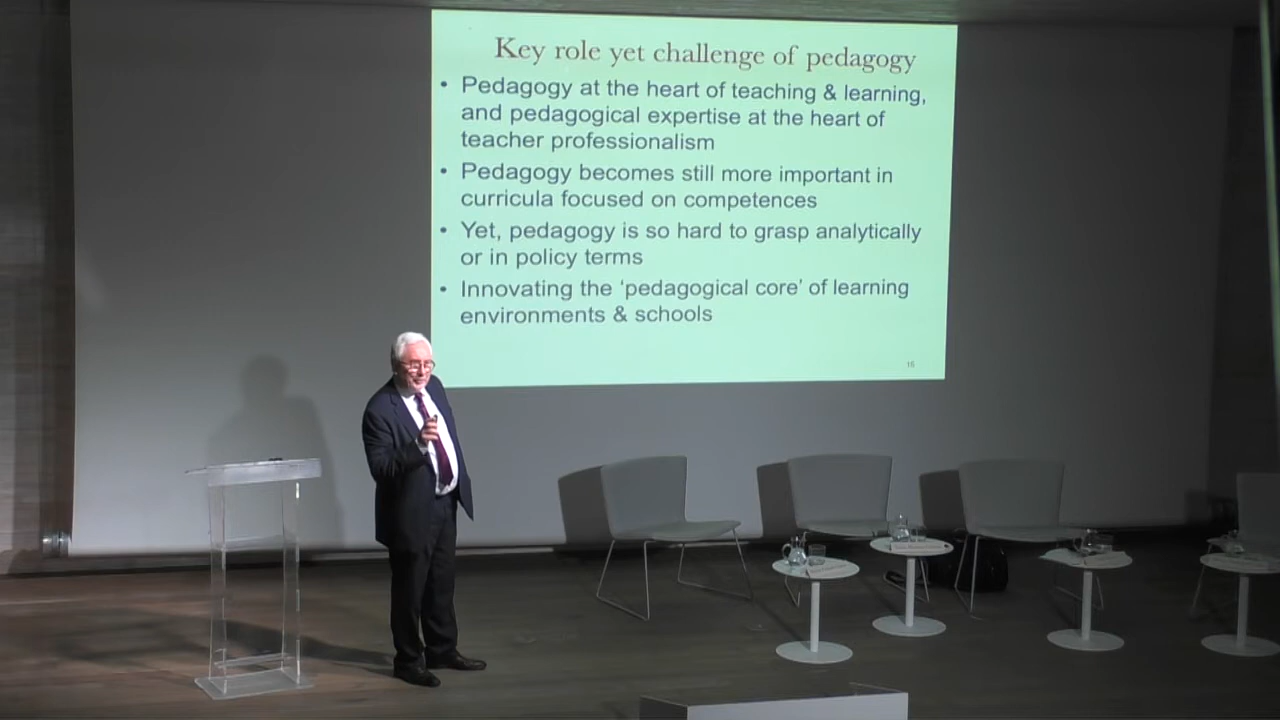 Key role yet challenge of pedagogy
• Pedagogy at the heart of teaching & learning,
and pedagogical expertise at the heart of
teacher professionalism
• Pedagogy becomes still more important in
curricula focused on competences
• Yet, pedagogy is so hard to grasp analytically
or in policy terms
• Innovating the ‘pedagogical core’ of learning
environments & schools
16